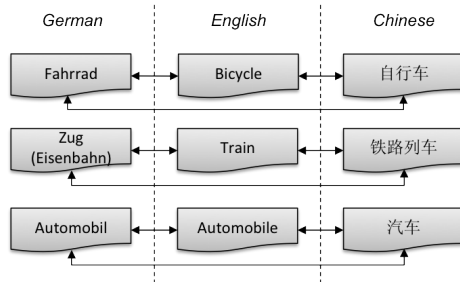 German English Chinese
Fahrrad Bicycle 自行车
Zug
(Eisenbahn) Train 铁路列车
Automobil Automobile 汽车